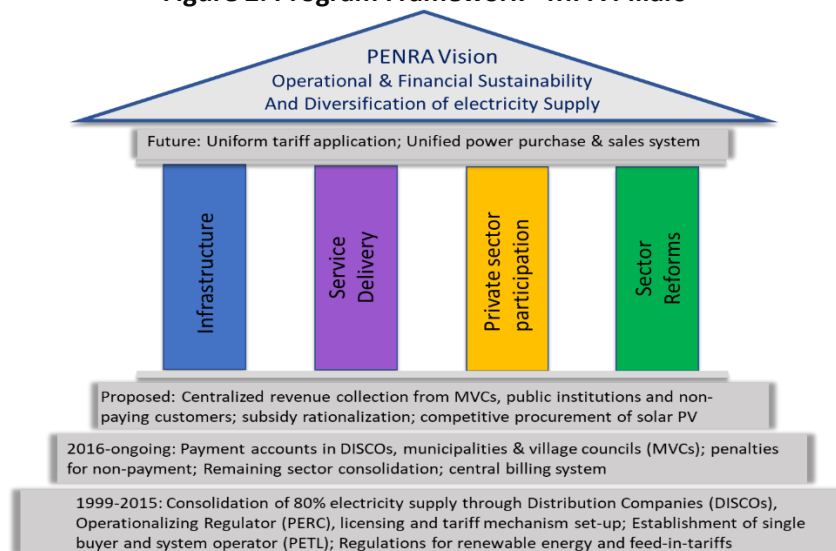 Figure Program Framework
PENRA Vision
Operational & Financial Sustainability
And Diversification of electricity Supply
Future: Uniform tariff application; Unified power purchase & sales system
Infrastructure
Service
Delivery
Private sector
participation
Sector
Reforms
Proposed: Centralized revenue collection from MVCs, public institutions and non-
paying customers; subsidy rationalization; competitive procurement of solar PV
2016-ongoing: Payment accounts in DISCOs, municipalities & village councils (MVCs); penalties
for non-payment; Remaining sector consolidation; central billing system
1999-2015: Consolidation of 80% electricity supply through Distribution Companies (DISCOs),
Operationalizing Regulator (PERC), licensing and tariff mechanism set-up; Establishment of single
buyer and system operator (PETL); Regulations for renewable energy and feed-in-tariffs